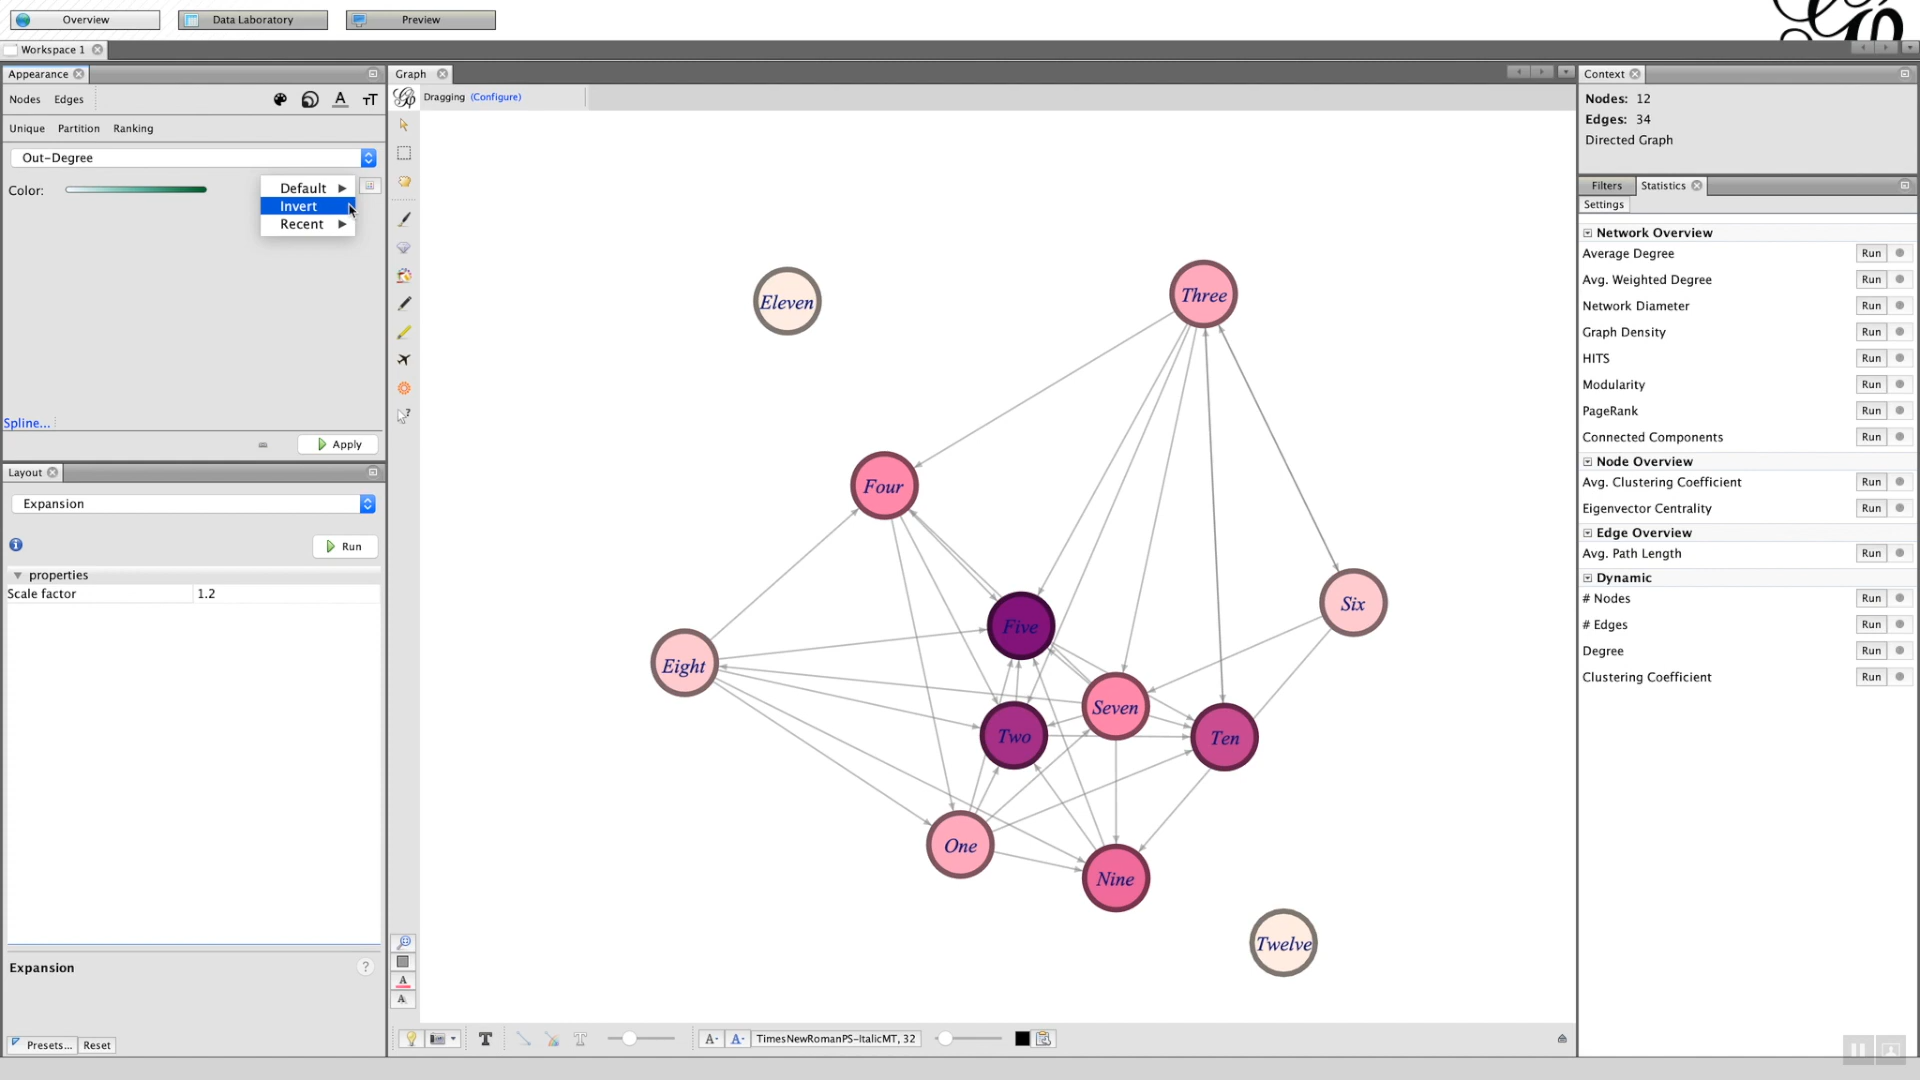 Overview
Data Laboratory
Preview
Workspace 1
Appearance
Nodes Edges
Unique Partition Ranking
Out-Degree
Color:
Default
Invert
Recent
Spline...
Apply
Layout
Expansion
Run
properties
Scale factor 1.2
Expansion
?
Presets... Reset
Graph
Dragging (Configure)
Eleven
Three
Four
Five
Six
Eight
Seven
Two
Ten
One
Nine
Twelve
TimesNewRomanPS-ItalicMT, 32
Context
Nodes: 12
Edges: 34
Directed Graph
Filters Statistics
Settings
Network Overview
Average Degree Run
Avg. Weighted Degree Run
Network Diameter Run
Graph Density Run
HITS Run
Modularity Run
PageRank Run
Connected Components Run
Node Overview
Avg. Clustering Coefficient Run
Eigenvector Centrality Run
Edge Overview
Avg. Path Length Run
Dynamic
# Nodes Run
# Edges Run
Degree Run
Clustering Coefficient Run